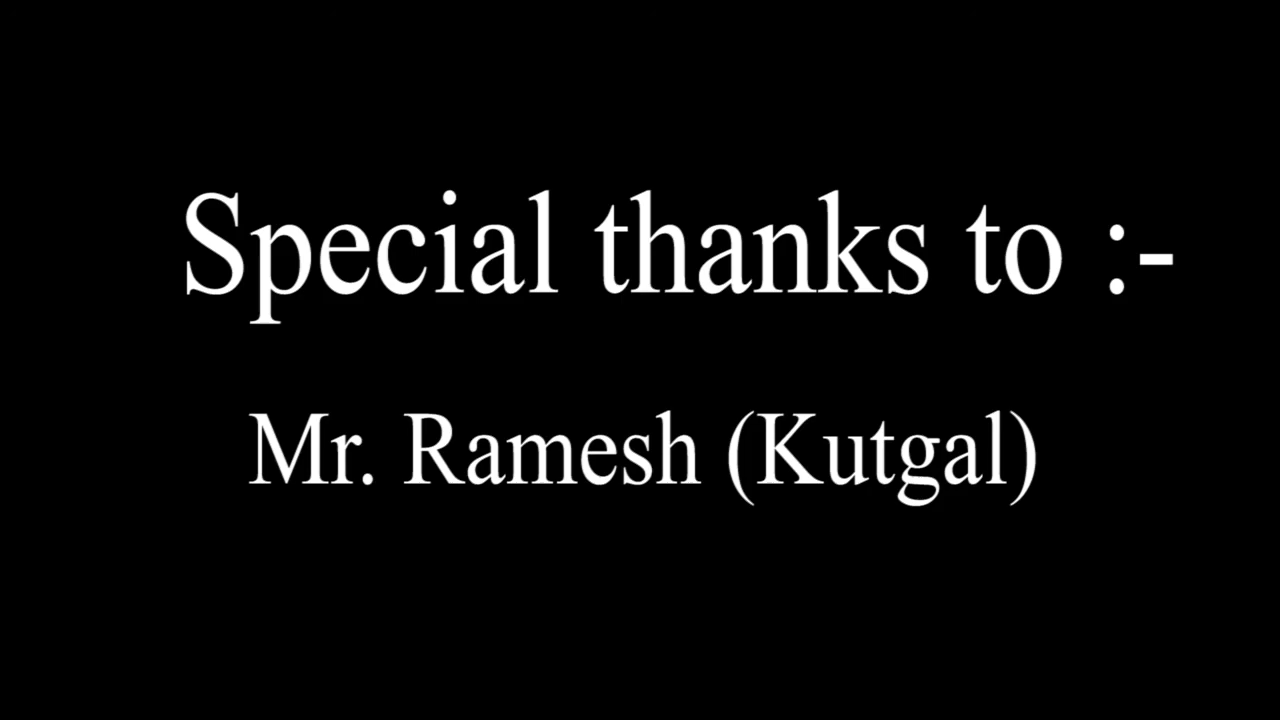 Special thanks to :-
Mr. Ramesh (Kutgal)